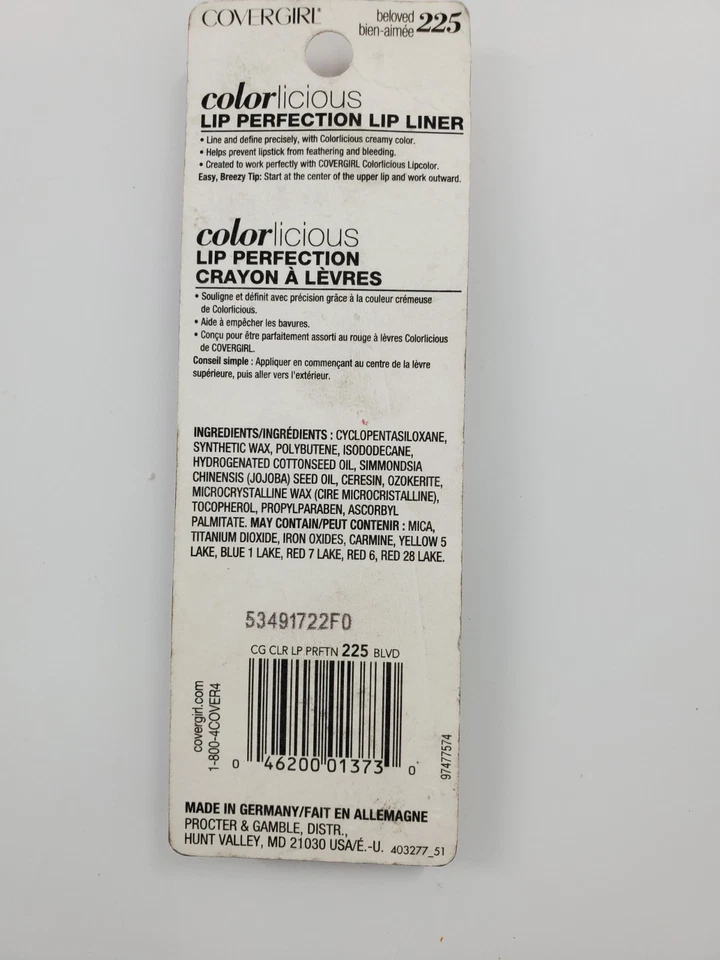 COVERGIRL
beloved 225
bien-aimée
colorlicious
LIP PERFECTION LIP LINER
• Line and define precisely, with Colorlicious creamy color.
• Helps prevent lipstick from feathering and bleeding.
• Created to work perfectly with COVERGIRL Colorlicious Lipcolor.
Easy, Breezy Tip: Start at the center of the upper lip and work outward.
colorlicious
LIP PERFECTION
CRAYON À LÈVRES
• Souligne et définit avec précision grâce à la couleur crémeuse
de Colorlicious.
• Aide à empêcher les bavures.
• Conçu pour être parfaitement assorti au rouge à lèvres Colorlicious
de COVERGIRL.
Conseil simple : Appliquer en commençant au centre de la lèvre
supérieure, puis aller vers l'extérieur.
INGREDIENTS/INGRÉDIENTS : CYCLOPENTASILOXANE,
SYNTHETIC WAX, POLYBUTENE, ISODODECANE,
HYDROGENATED COTTONSEED OIL, SIMMONDSIA
CHINENSIS (JOJOBA) SEED OIL, CERESIN, OZOKERITE,
MICROCRYSTALLINE WAX (CIRE MICROCRISTALLINE),
TOCOPHEROL, PROPYLPARABEN, ASCORBYL
PALMITATE. MAY CONTAIN/PEUT CONTENIR : MICA,
TITANIUM DIOXIDE, IRON OXIDES, CARMINE, YELLOW 5
LAKE, BLUE 1 LAKE, RED 7 LAKE, RED 6, RED 28 LAKE.
53491722F0
CG CLR LP PRFTN 225 BLVD
covergirl.com
1-800-4COVER4
0 46200 01373 0
97477574
MADE IN GERMANY/FAIT EN ALLEMAGNE
PROCTER & GAMBLE, DISTR.,
HUNT VALLEY, MD 21030 USA/É.-U. 403277_51